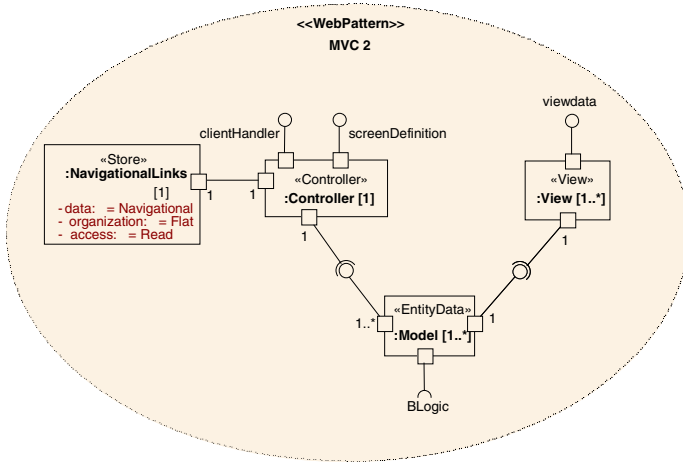 <<WebPattern>>
MVC 2
viewdata
clientHandler
screenDefinition
«Store»
:NavigationalLinks
[1]
-data: = Navigational
- organization: = Flat
- access: = Read
1
1
«Controller»
:Controller [1]
1
«View»
:View [1..*]
1
1..*
«EntityData»
:Model [1..*]
1
BLogic